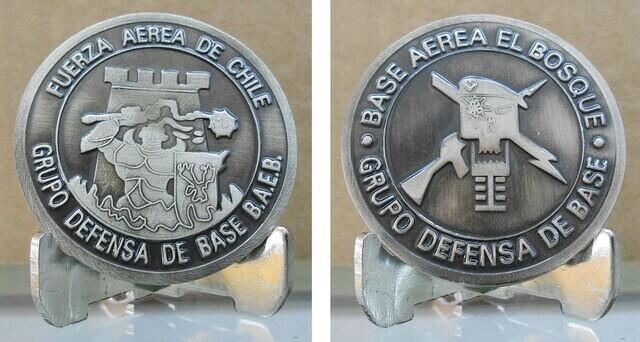 FUERZA AEREA DE CHILE
GRUPO DEFENSA DE BASE B.A.E.B.
BASE AEREA EL BOSQUE
GRUPO DEFENSA DE BASE